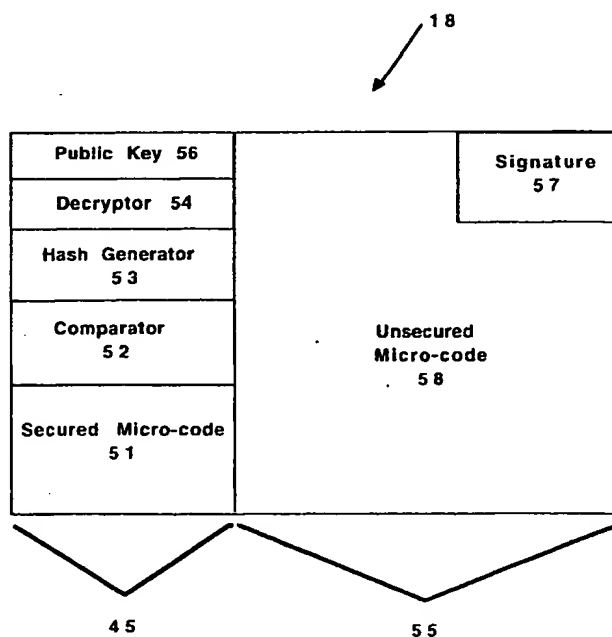 18
Public Key 56
Decryptor 54
Hash Generator
53
Comparator
52
Secured Micro-code
51
Signature
57
Unsecured
Micro-code
58
45
55